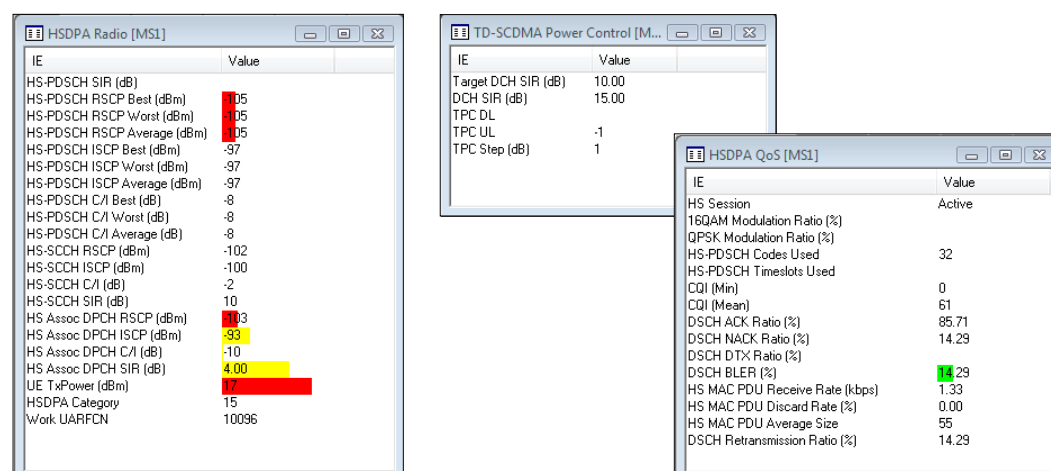 HSDPA Radio [MS1]
IE Value
HS-PDSCH SIR (dB)
HS-PDSCH RSCP Best (dBm) -105
HS-PDSCH RSCP Worst (dBm) -105
HS-PDSCH RSCP Average (dBm) -105
HS-PDSCH ISCP Best (dBm) -97
HS-PDSCH ISCP Worst (dBm) -97
HS-PDSCH ISCP Average (dBm) -97
HS-PDSCH C/I Best (dB) -8
HS-PDSCH C/I Worst (dB) -8
HS-PDSCH C/I Average (dB) -8
HS-SCCH RSCP (dBm) -102
HS-SCCH ISCP (dBm) -100
HS-SCCH C/I (dB) -2
HS-SCCH SIR (dB) 10
HS Assoc DPCH RSCP (dBm) -103
HS Assoc DPCH ISCP (dBm) -93
HS Assoc DPCH C/I (dB) -10
HS Assoc DPCH SIR (dB) 4.00
UE TxPower (dBm) 17
HSDPA Category 15
Work UARFCN 10096
TD-SCDMA Power Control [M...
IE Value
Target DCH SIR (dB) 10.00
DCH SIR (dB) 15.00
TPC DL
TPC UL -1
TPC Step (dB) 1
HSDPA QoS [MS1]
IE Value
HS Session Active
16QAM Modulation Ratio (%)
QPSK Modulation Ratio (%)
HS-PDSCH Codes Used 32
HS-PDSCH Timeslots Used
CQI (Min) 0
CQI (Mean) 61
DSCH ACK Ratio (%) 85.71
DSCH NACK Ratio (%) 14.29
DSCH DTX Ratio (%)
DSCH BLER (%) 14.29
HS MAC PDU Receive Rate (kbps) 1.33
HS MAC PDU Discard Rate (%) 0.00
HS MAC PDU Average Size 55
DSCH Retransmission Ratio (%) 14.29